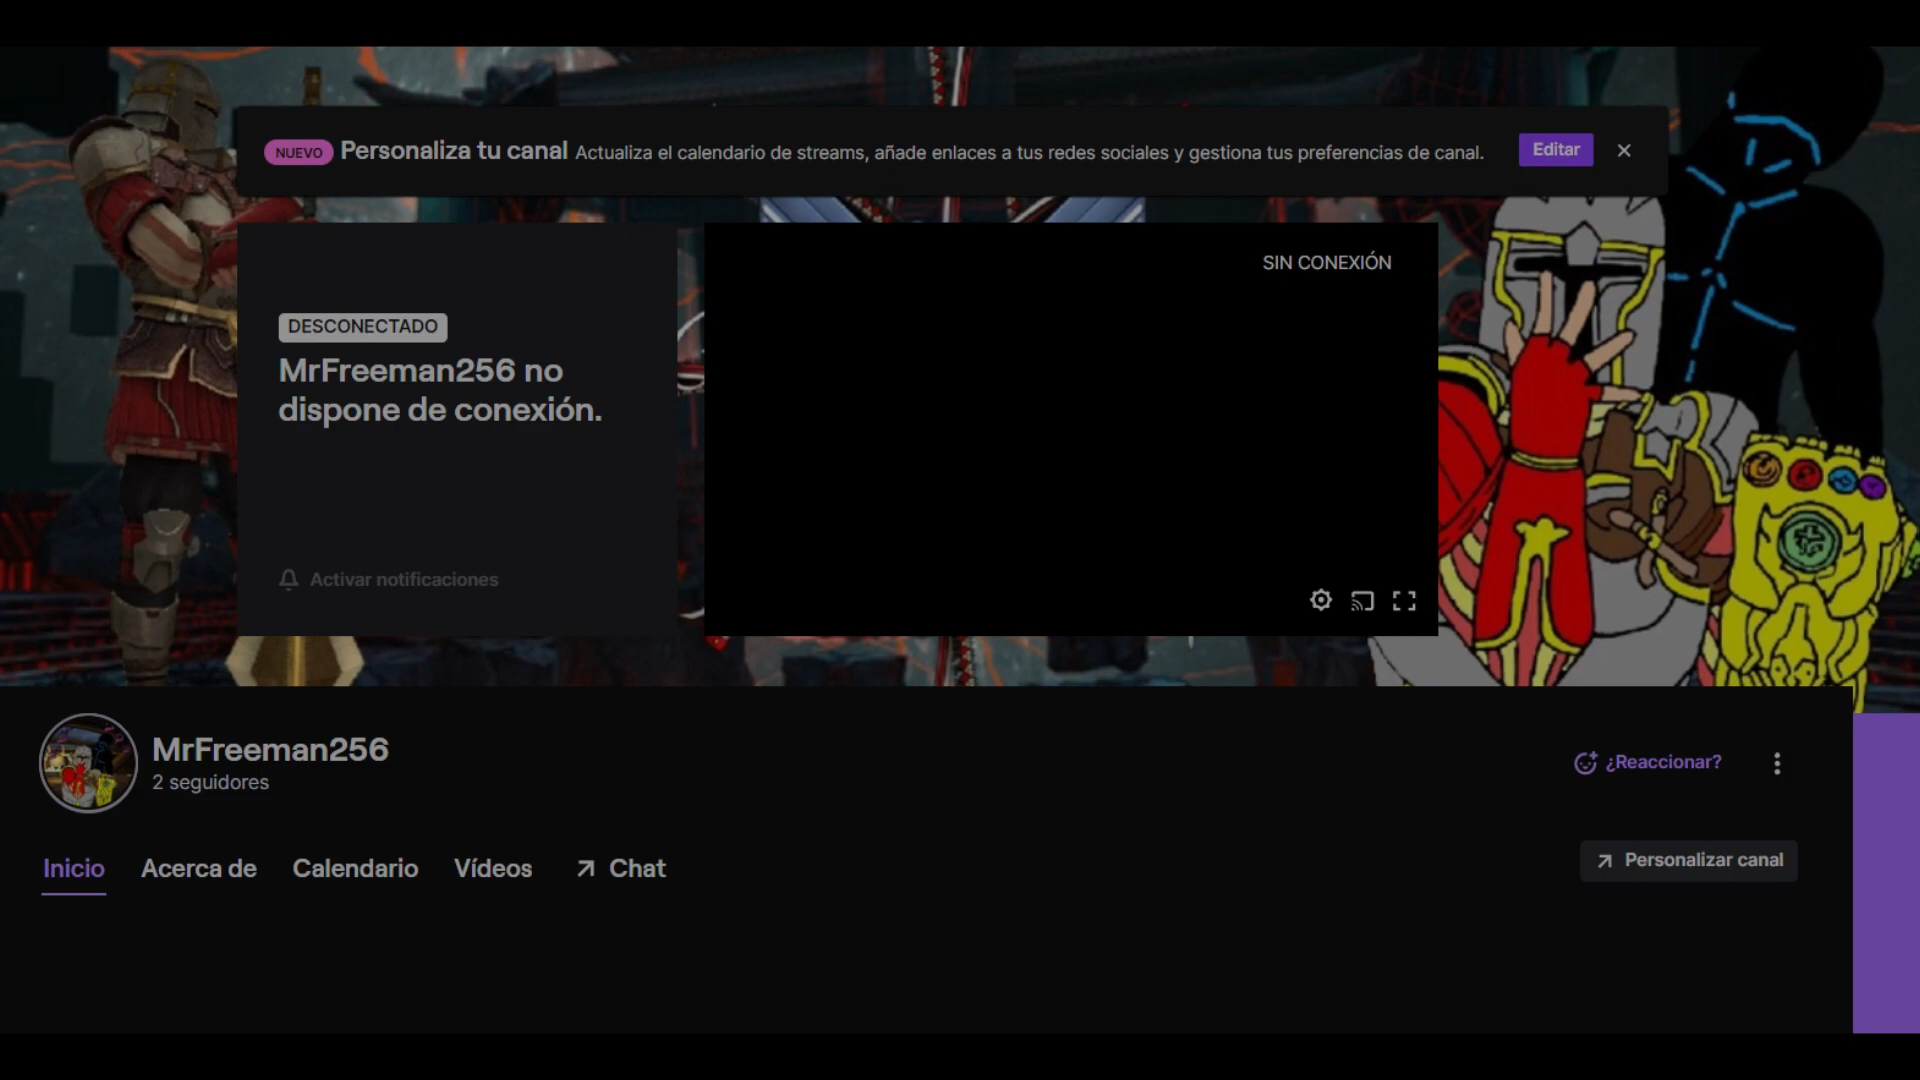 NUEVO Personaliza tu canal Actualiza el calendario de streams, añade enlaces a tus redes sociales y gestiona tus preferencias de canal. Editar
SIN CONEXIÓN
DESCONECTADO
MrFreeman256 no
dispone de conexión.
Activar notificaciones
MrFreeman256
2 seguidores
¿Reaccionar?
Inicio Acerca de Calendario Vídeos Chat
Personalizar canal